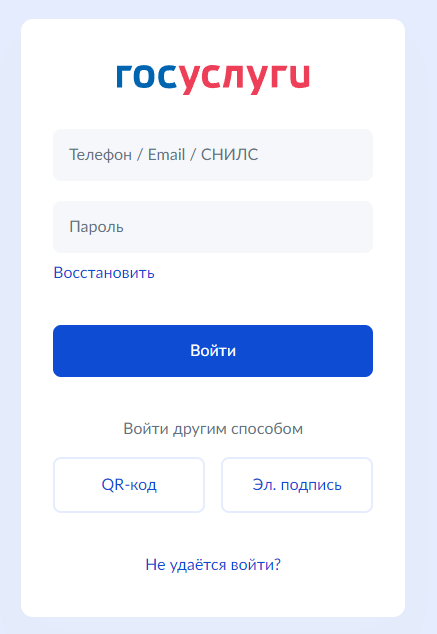 госуслуги
Телефон / Email / СНИЛС
Пароль
Восстановить
Войти
Войти другим способом
QR-код
Эл. подпись
Не удаётся войти?